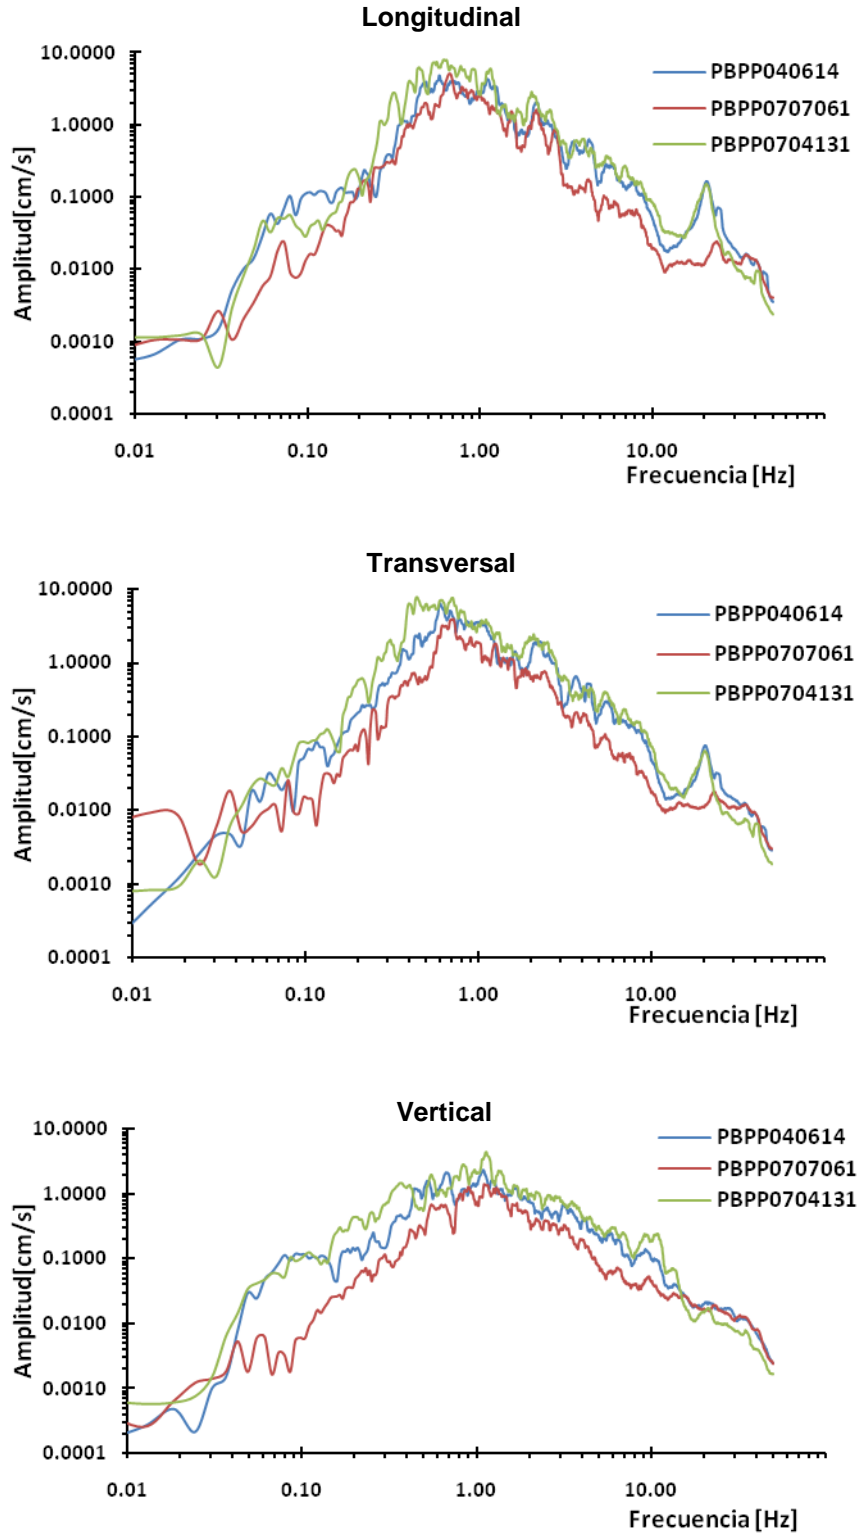 Longitudinal
10.0000
1.0000
0.1000
0.0100
0.0010
0.0001
Amplitud[cm/s]
PBPP040614
PBPP0707061
PBPP0704131
0.01
0.10
1.00
10.00
Frecuencia [Hz]
Transversal
10.0000
1.0000
0.1000
0.0100
0.0010
0.0001
Amplitud[cm/s]
PBPP040614
PBPP0707061
PBPP0704131
0.01
0.10
1.00
10.00
Frecuencia [Hz]
Vertical
10.0000
1.0000
0.1000
0.0100
0.0010
0.0001
Amplitud[cm/s]
PBPP040614
PBPP0707061
PBPP0704131
0.01
0.10
1.00
10.00
Frecuencia [Hz]